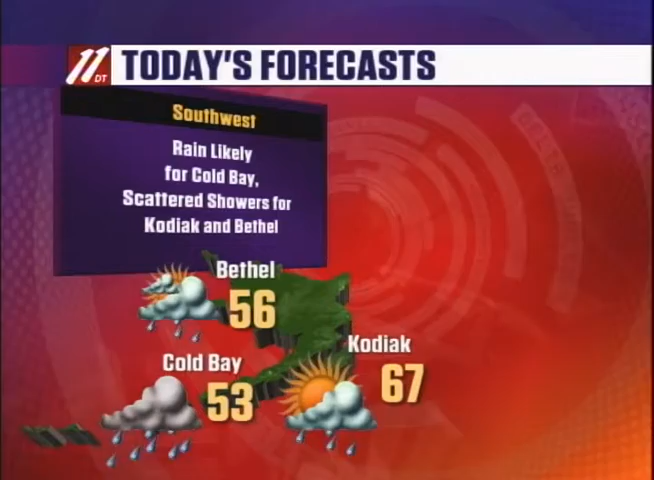 11 DT TODAY'S FORECASTS
Southwest
Rain Likely
for Cold Bay,
Scattered Showers for
Kodiak and Bethel
Bethel
56
Kodiak
67
Cold Bay
53